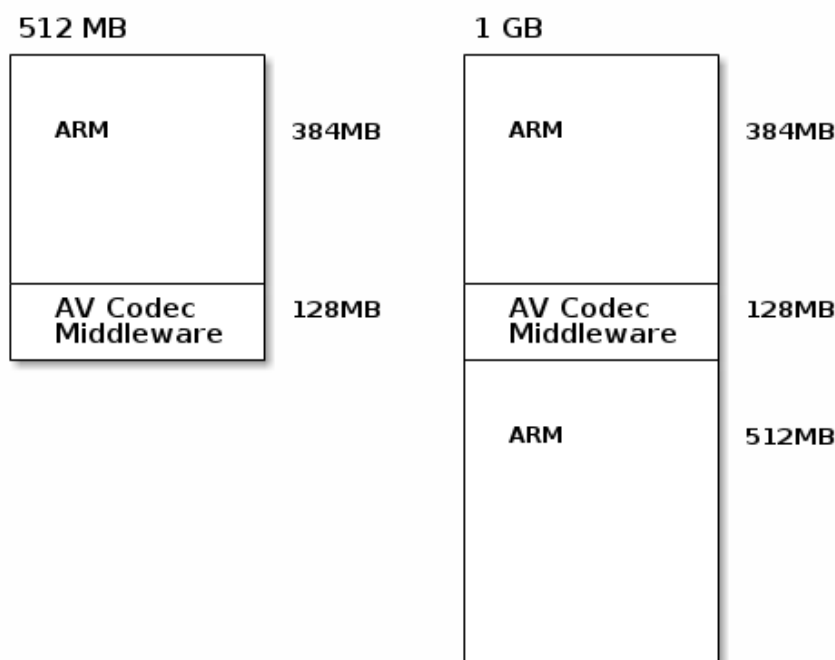 512 MB
ARM 384MB
AV Codec
Middleware 128MB
1 GB
ARM 384MB
AV Codec
Middleware 128MB
ARM 512MB